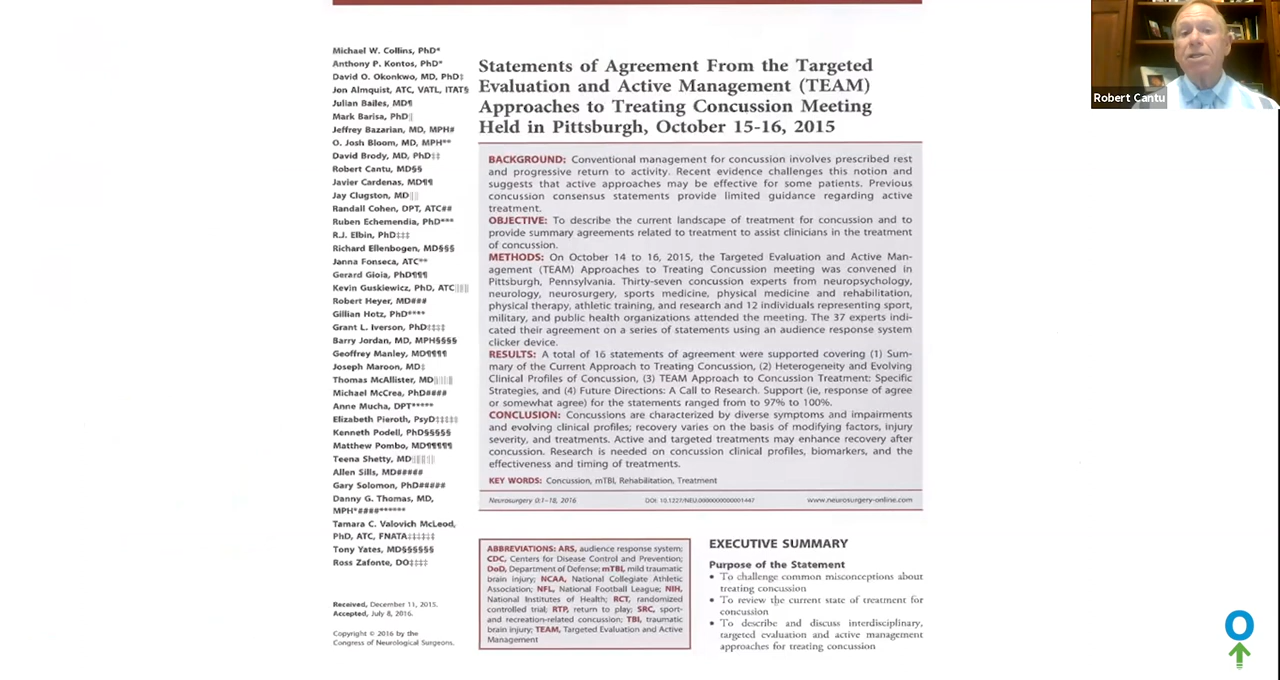 Michael W. Collins, PhD*
Anthony P. Kontos, PhD*
David O. Okonkwo, MD, PhD‡
Jon Almquist, ATC, VATL, ITAT§
Julian Bailes, MD¶
Mark Barisa, PhD||
Jeffrey Bazarian, MD, MPH#
O. Josh Bloom, MD, MPH**
David Brody, MD, PhD‡‡
Robert Cantu, MD§§
Javier Cardenas, MD¶¶
Jay Clugston, MD||||
Randall Cohen, DPT, ATC##
Ruben Echemendia, PhD***
R.J. Elbin, PhD‡‡‡
Richard Ellenbogen, MD§§§
Janna Fonseca, ATC**
Gerard Gioia, PhD¶¶¶
Kevin Guskiewicz, PhD, ATC||||||
Robert Heyer, MD###
Gillian Hotz, PhD****
Grant L. Iverson, PhD‡‡‡‡
Barry Jordan, MD, MPH§§§§
Geoffrey Manley, MD¶¶¶¶
Joseph Maroon, MD‡
Thomas McAllister, MD||||||||
Michael McCrea, PhD####
Anne Mucha, DPT*****
Elizabeth Pieroth, PsyD‡‡‡‡‡
Kenneth Podell, PhD§§§§§
Matthew Pombo, MD¶¶¶¶¶
Teena Shetty, MD||||||||||
Allen Sills, MD#####
Gary Solomon, PhD#####
Danny G. Thomas, MD,
MPH*####******
Tamara C. Valovich McLeod,
PhD, ATC, FNATA‡‡‡‡‡‡
Tony Yates, MD§§§§§§
Ross Zafonte, DO‡‡‡‡
Received, December 11, 2015.
Accepted, July 8, 2016.
Copyright © 2016 by the
Congress of Neurological Surgeons.
Statements of Agreement From the Targeted
Evaluation and Active Management (TEAM)
Approaches to Treating Concussion Meeting
Held in Pittsburgh, October 15-16, 2015
BACKGROUND: Conventional management for concussion involves prescribed rest
and progressive return to activity. Recent evidence challenges this notion and
suggests that active approaches may be effective for some patients. Previous
concussion consensus statements provide limited guidance regarding active
treatment.
OBJECTIVE: To describe the current landscape of treatment for concussion and to
provide summary agreements related to treatment to assist clinicians in the treatment
of concussion.
METHODS: On October 14 to 16, 2015, the Targeted Evaluation and Active Man-
agement (TEAM) Approaches to Treating Concussion meeting was convened in
Pittsburgh, Pennsylvania. Thirty-seven concussion experts from neuropsychology,
neurology, neurosurgery, sports medicine, physical medicine and rehabilitation,
physical therapy, athletic training, and research and 12 individuals representing sport,
military, and public health organizations attended the meeting. The 37 experts indi-
cated their agreement on a series of statements using an audience response system
clicker device.
RESULTS: A total of 16 statements of agreement were supported covering (1) Sum-
mary of the Current Approach to Treating Concussion, (2) Heterogeneity and Evolving
Clinical Profiles of Concussion, (3) TEAM Approach to Concussion Treatment: Specific
Strategies, and (4) Future Directions: A Call to Research. Support (ie, response of agree
or somewhat agree) for the statements ranged from to 97% to 100%.
CONCLUSION: Concussions are characterized by diverse symptoms and impairments
and evolving clinical profiles; recovery varies on the basis of modifying factors, injury
severity, and treatments. Active and targeted treatments may enhance recovery after
concussion. Research is needed on concussion clinical profiles, biomarkers, and the
effectiveness and timing of treatments.
KEY WORDS: Concussion, mTBI, Rehabilitation, Treatment
Neurosurgery 0:1–18, 2016 DOI: 10.1227/NEU.0000000000001447 www.neurosurgery-online.com
ABBREVIATIONS: ARS, audience response system;
CDC, Centers for Disease Control and Prevention;
DoD, Department of Defense; mTBI, mild traumatic
brain injury; NCAA, National Collegiate Athletic
Association; NFL, National Football League; NIH,
National Institutes of Health; RCT, randomized
controlled trial; RTP, return to play; SRC, sport-
and recreation-related concussion; TBI, traumatic
brain injury; TEAM, Targeted Evaluation and Active
Management
EXECUTIVE SUMMARY
Purpose of the Statement
• To challenge common misconceptions about
treating concussion
• To review the current state of treatment for
concussion
• To describe and discuss interdisciplinary,
targeted evaluation and active management
approaches for treating concussion
Robert Cantu